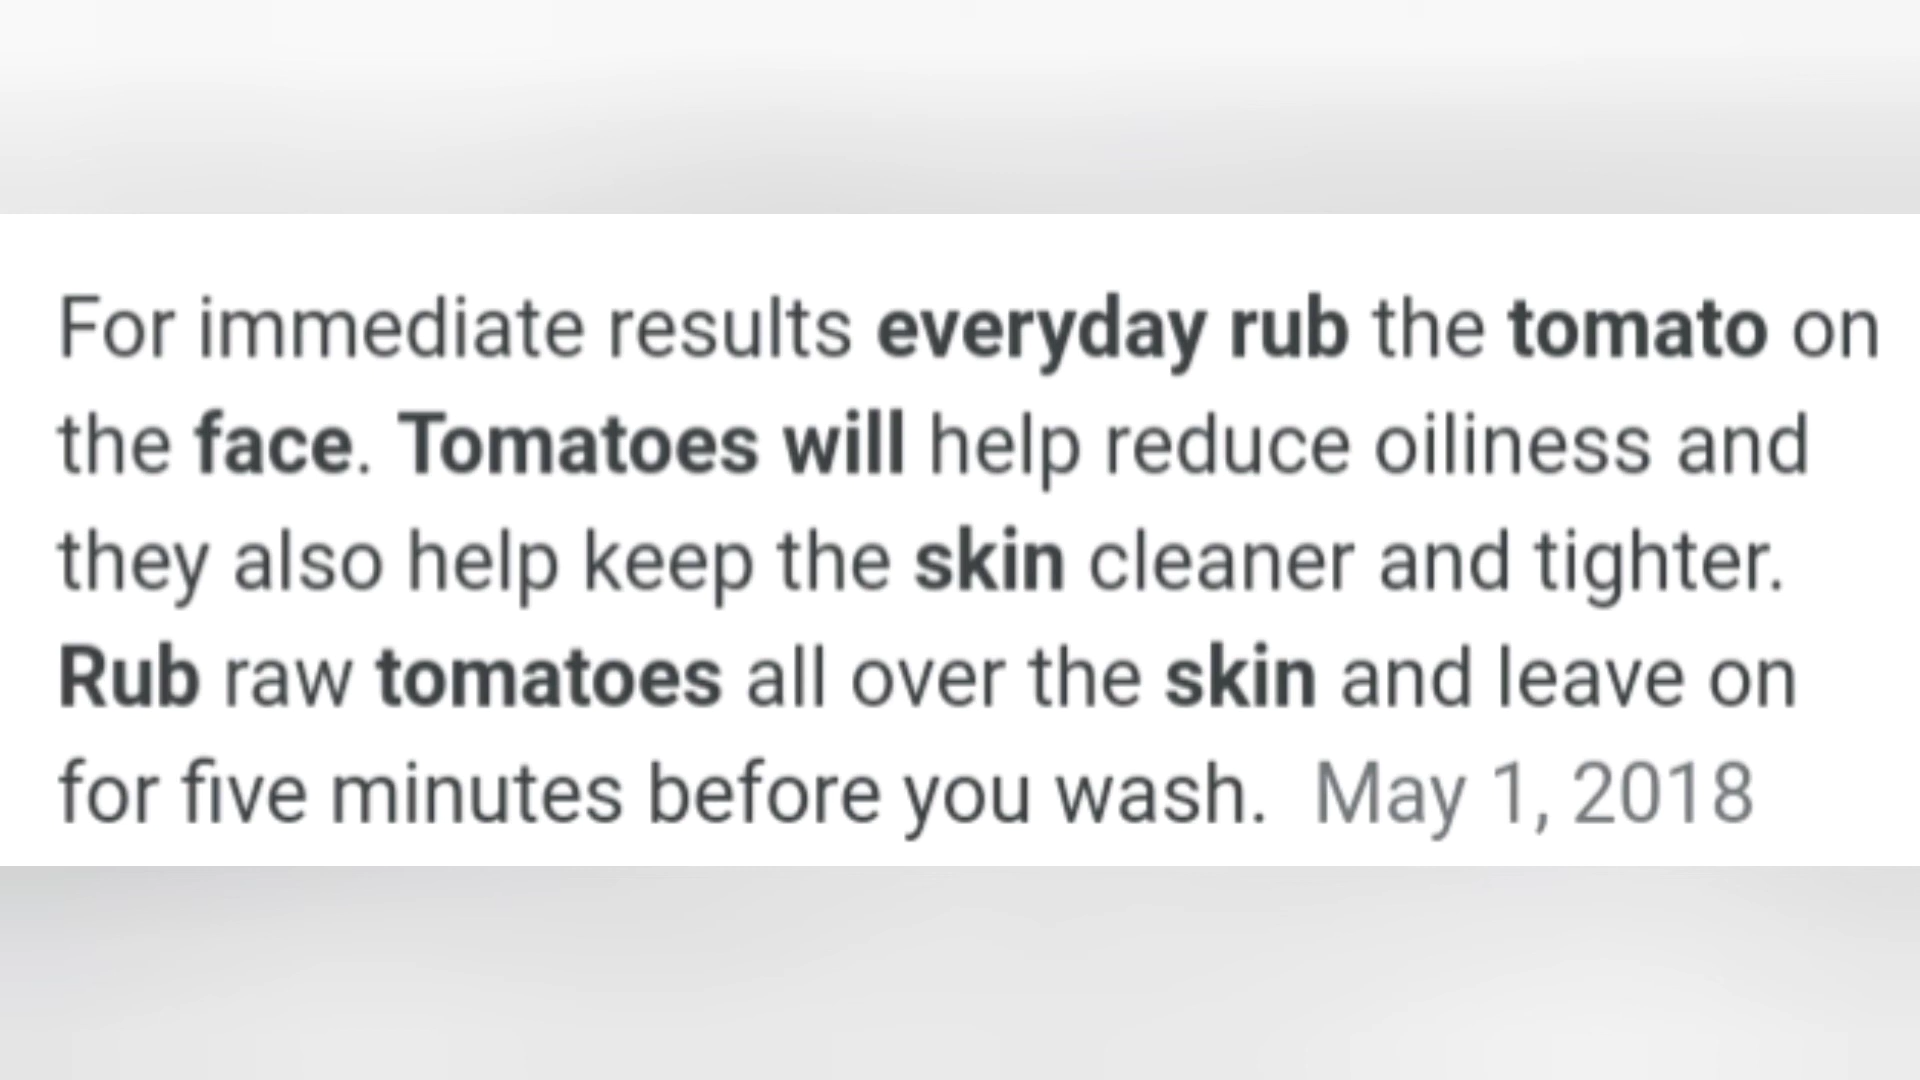 For immediate results everyday rub the tomato on
the face. Tomatoes will help reduce oiliness and
they also help keep the skin cleaner and tighter.
Rub raw tomatoes all over the skin and leave on
for five minutes before you wash. May 1, 2018